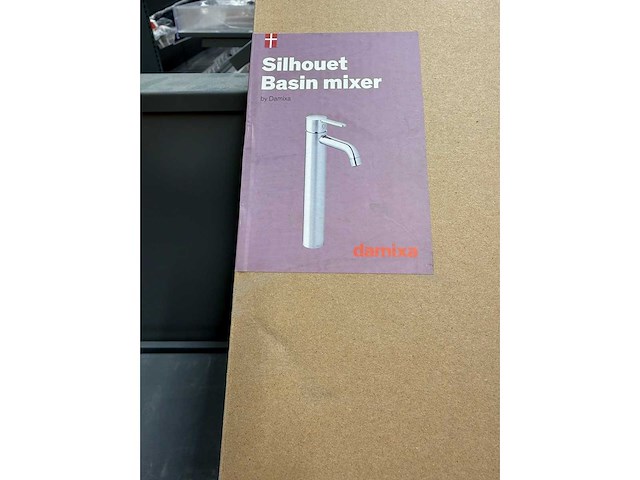 Silhouet
Basin mixer
by Damixa
damixa